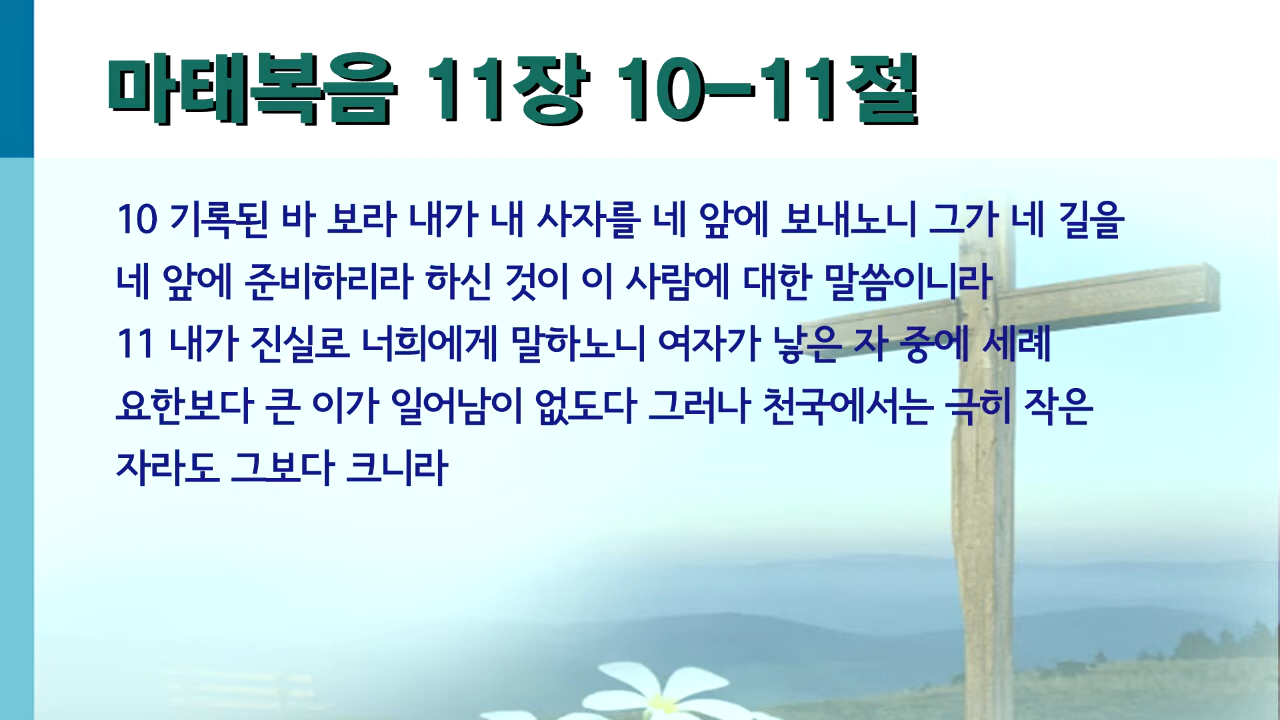 마태복음 11장 10-11절
10 기록된 바 보라 내가 내 사자를 네 앞에 보내노니 그가 네 길을
네 앞에 준비하리라 하신 것이 이 사람에 대한 말씀이니라
11 내가 진실로 너희에게 말하노니 여자가 낳은 자 중에 세례
요한보다 큰 이가 일어남이 없도다 그러나 천국에서는 극히 작은
자라도 그보다 크니라